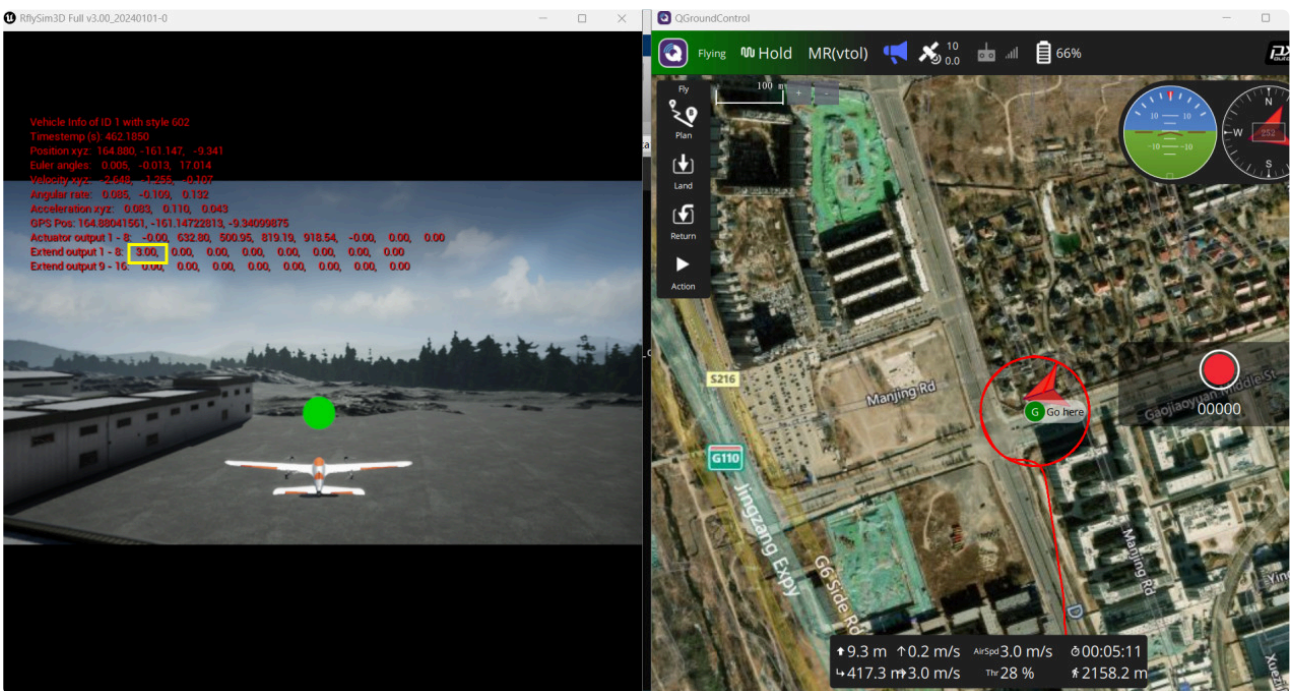 RflySim3D Full v3.00_20240101-0
Vehicle Info of ID 1 with style 602
Timestemp (s) 462.1850
Position xyz: 164.880, -161.147, -9.341
Euler angles: 0.005, -0.013, 17.014
Velocity xyz: -2.649, -1.255, -0.107
Angular rate: 0.085, -0.109, 0.132
Acceleration xyz: 0.083, 0.110, 0.043
GPS Pos: 164.88041561, -161.14722813, -9.34099875
Actuator output 1 - 8: -0.00, 632.80, 500.95, 819.19, 918.54, -0.00, 0.00, 0.00
Extend output 1 - 8: 3.00, 0.00, 0.00, 0.00, 0.00, 0.00, 0.00, 0.00
Extend output 9 - 16: 0.00, 0.00, 0.00, 0.00, 0.00, 0.00, 0.00, 0.00
QGroundControl
Flying Hold MR(vtol) 10 0.0 66%
Fly
Plan
Land
Return
Action
100 m
+ -
10 10
-10 -10
N
W 252
S
S216
Manjing Rd
G Go here
Gaojiaoyuan Middle St
00000
G110
Jingzang Expy
G6 Side Rd
Manjing Rd
D
9.3 m 0.2 m/s AirSpd 3.0 m/s 00:05:11
417.3 m 3.0 m/s Thr 28 % 2158.2 m